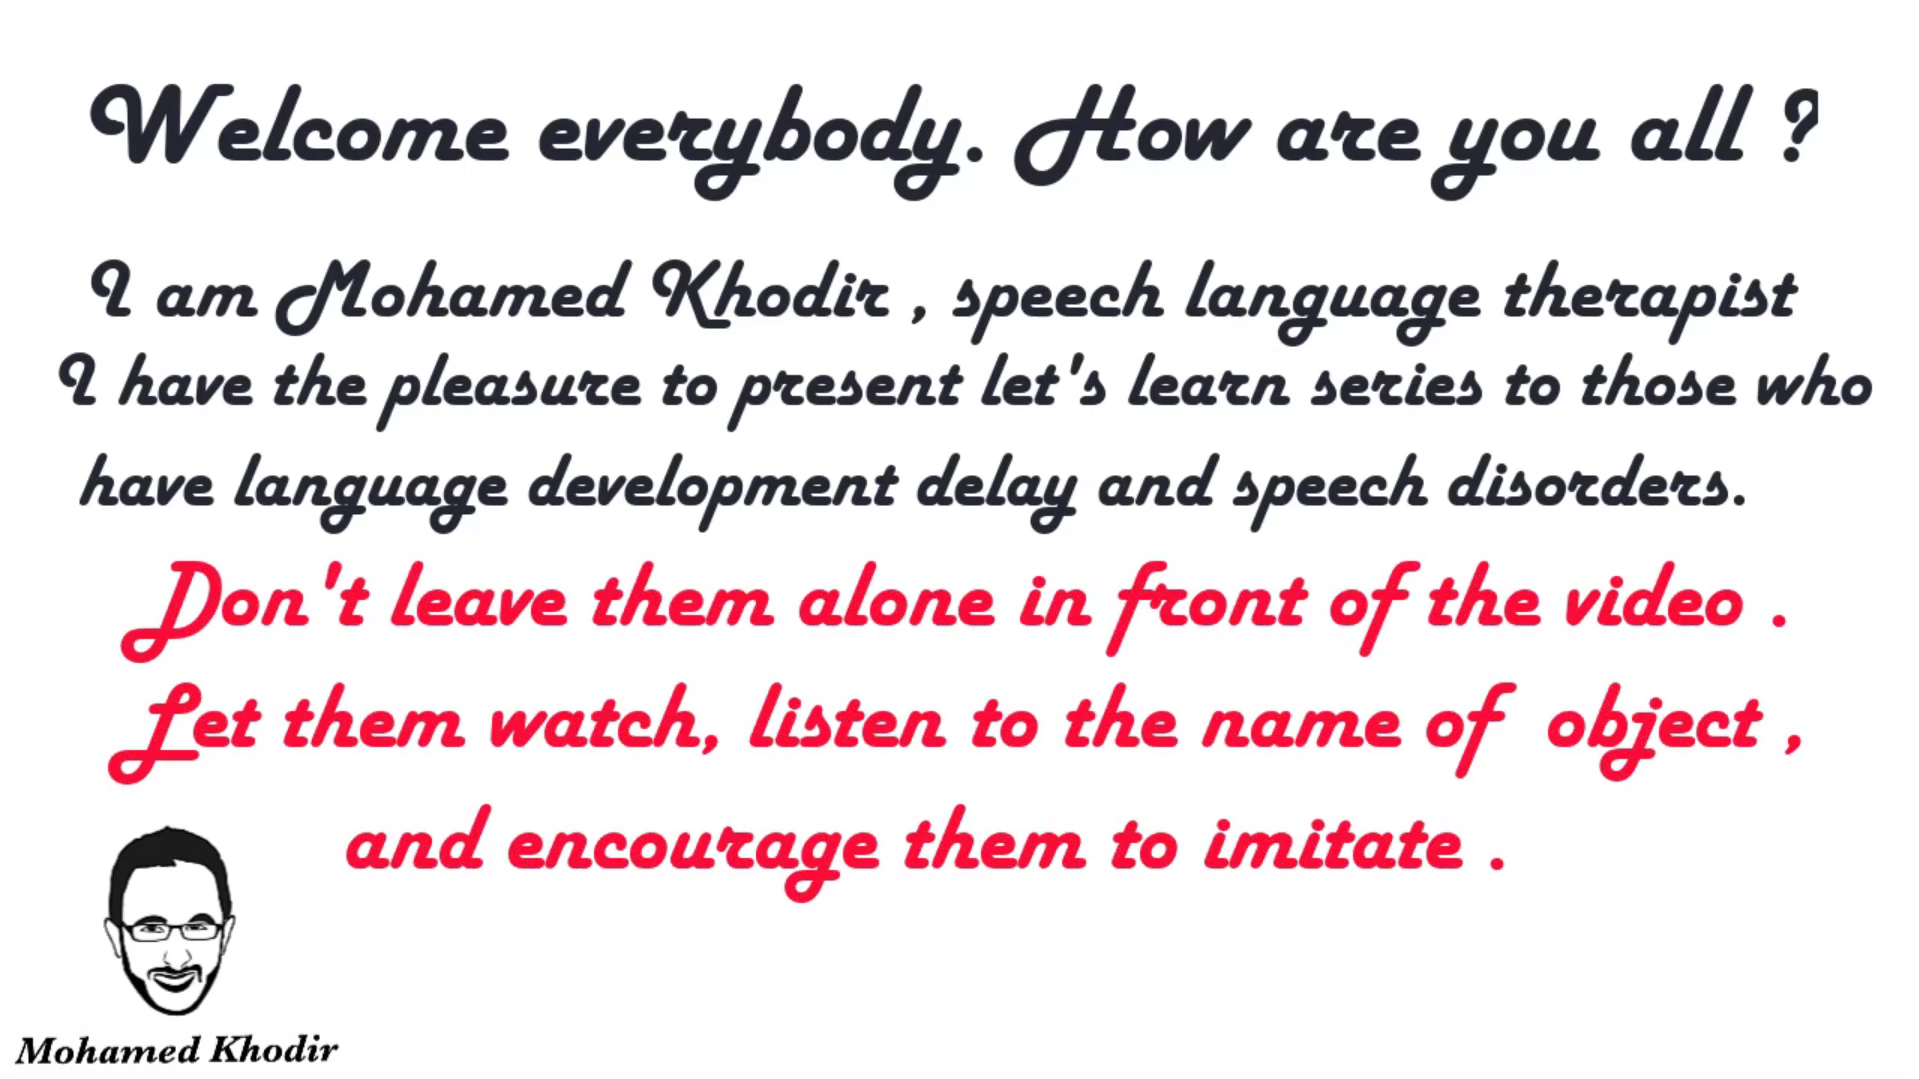 Welcome everybody. How are you all ?
I am Mohamed Khodir , speech language therapist
I have the pleasure to present let's learn series to those who
have language development delay and speech disorders.
Don't leave them alone in front of the video .
Let them watch, listen to the name of object ,
and encourage them to imitate .
Mohamed Khodir